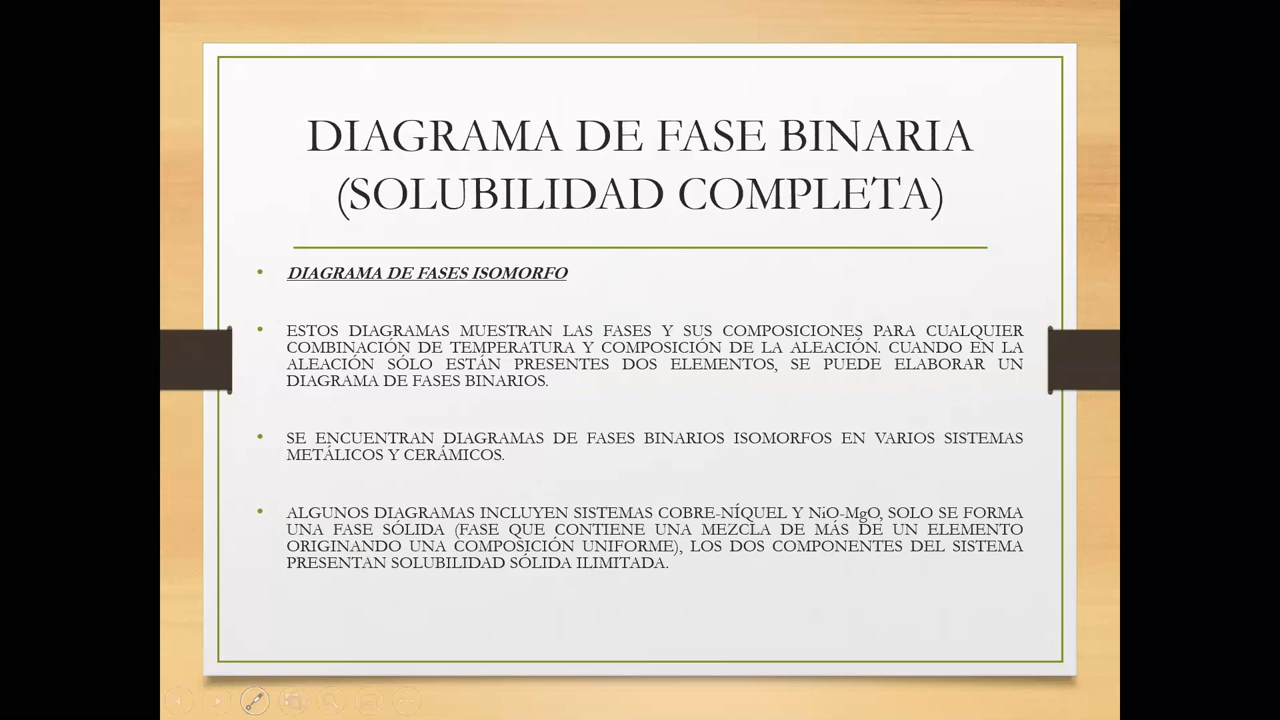 DIAGRAMA DE FASE BINARIA
(SOLUBILIDAD COMPLETA)
• DIAGRAMA DE FASES ISOMORFO
• ESTOS DIAGRAMAS MUESTRAN LAS FASES Y SUS COMPOSICIONES PARA CUALQUIER
COMBINACIÓN DE TEMPERATURA Y COMPOSICIÓN DE LA ALEACIÓN. CUANDO EN LA
ALEACIÓN SÓLO ESTÁN PRESENTES DOS ELEMENTOS, SE PUEDE ELABORAR UN
DIAGRAMA DE FASES BINARIOS.
• SE ENCUENTRAN DIAGRAMAS DE FASES BINARIOS ISOMORFOS EN VARIOS SISTEMAS
METÁLICOS Y CERÁMICOS.
• ALGUNOS DIAGRAMAS INCLUYEN SISTEMAS COBRE-NÍQUEL Y NiO-MgO, SOLO SE FORMA
UNA FASE SÓLIDA (FASE QUE CONTIENE UNA MEZCLA DE MÁS DE UN ELEMENTO
ORIGINANDO UNA COMPOSICIÓN UNIFORME), LOS DOS COMPONENTES DEL SISTEMA
PRESENTAN SOLUBILIDAD SÓLIDA ILIMITADA.